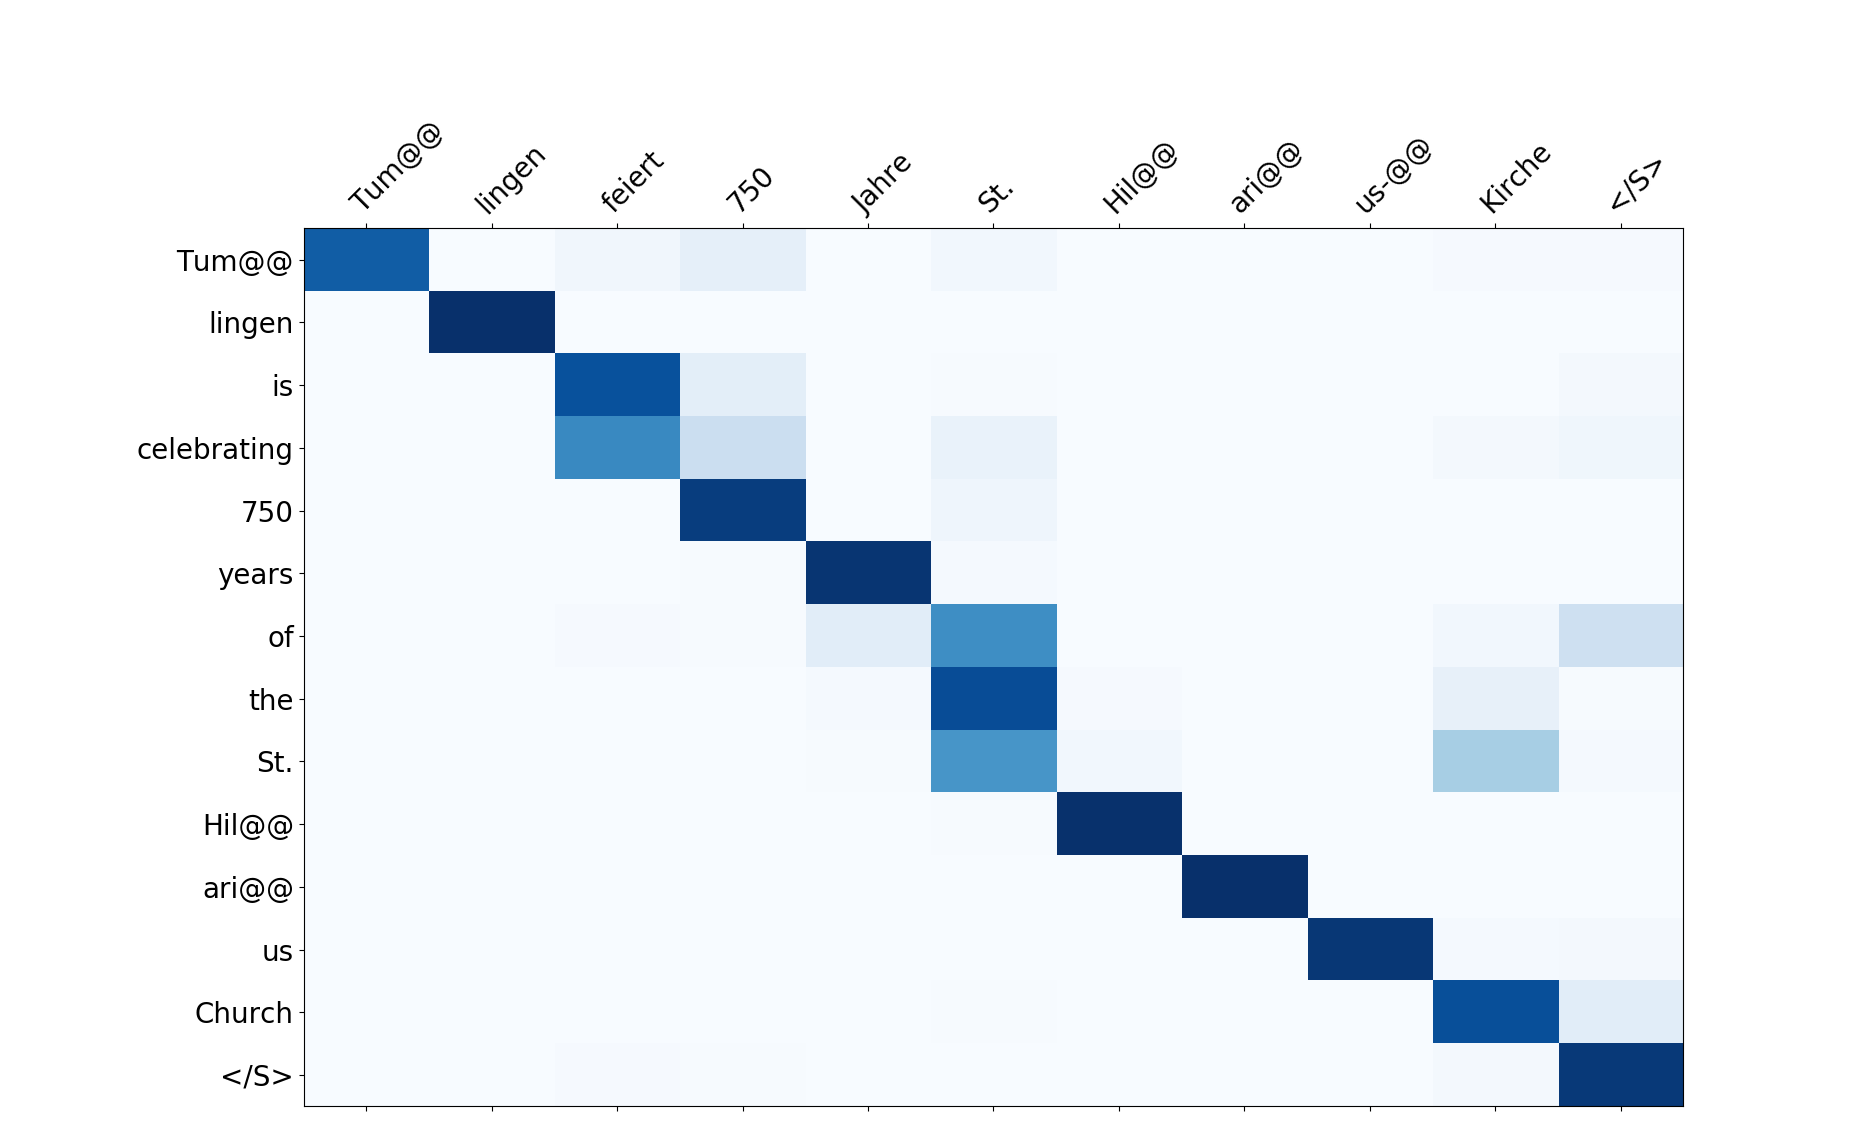 Tum@@ lingen feiert 750 Jahre St. Hil@@ ari@@ us-@@ Kirche </S>
Tum@@
lingen
is
celebrating
750
years
of
the
St.
Hil@@
ari@@
us
Church
</S>